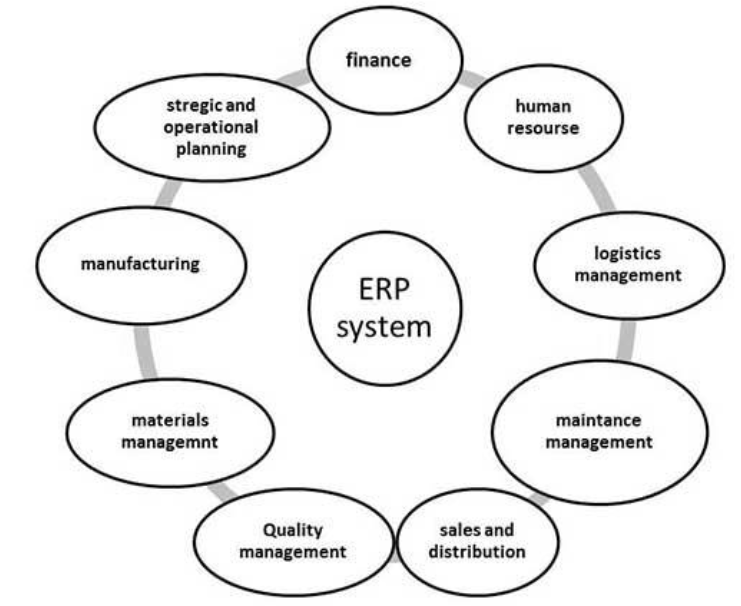 finance
human
resourse
logistics
management
maintance
management
sales and
distribution
Quality
management
materials
managemnt
manufacturing
stregic and
operational
planning
ERP
system